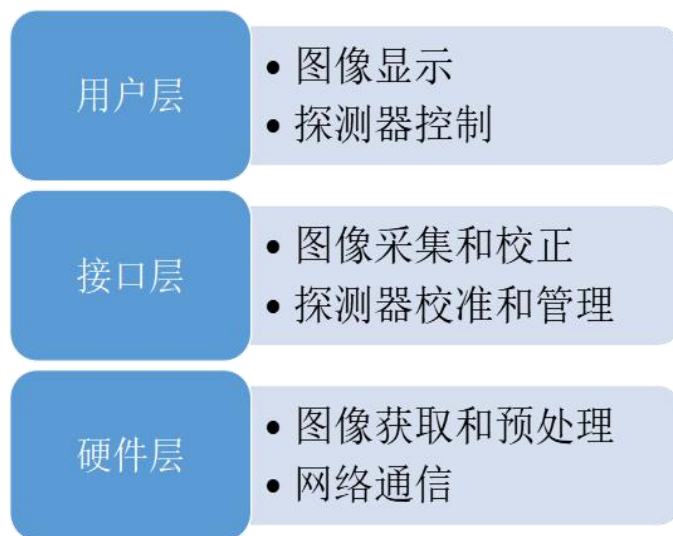 用户层
• 图像显示
• 探测器控制
接口层
• 图像采集和校正
• 探测器校准和管理
硬件层
• 图像获取和预处理
• 网络通信